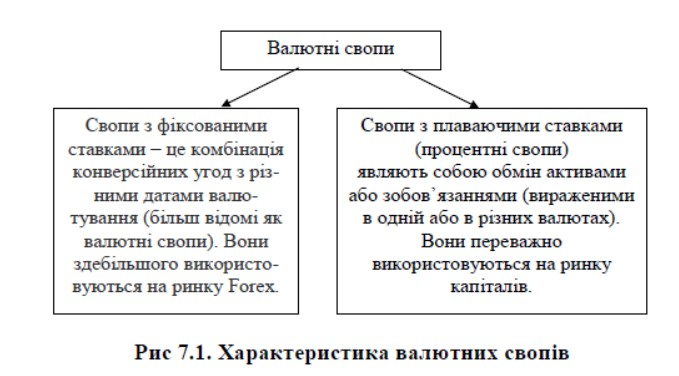 Валютні свопи
Свопи з фіксованими
ставками – це комбінація
конверсійних угод з різ-
ними датами валю-
тування (більш відомі як
валютні свопи). Вони
здебільшого використо-
вуються на ринку Forex.
Свопи з плаваючими ставками
(процентні свопи)
являють собою обмін активами
або зобов’язаннями (вираженими
в одній або в різних валютах).
Вони переважно
використовуються на ринку
капіталів.
Рис 7.1. Характеристика валютних свопів